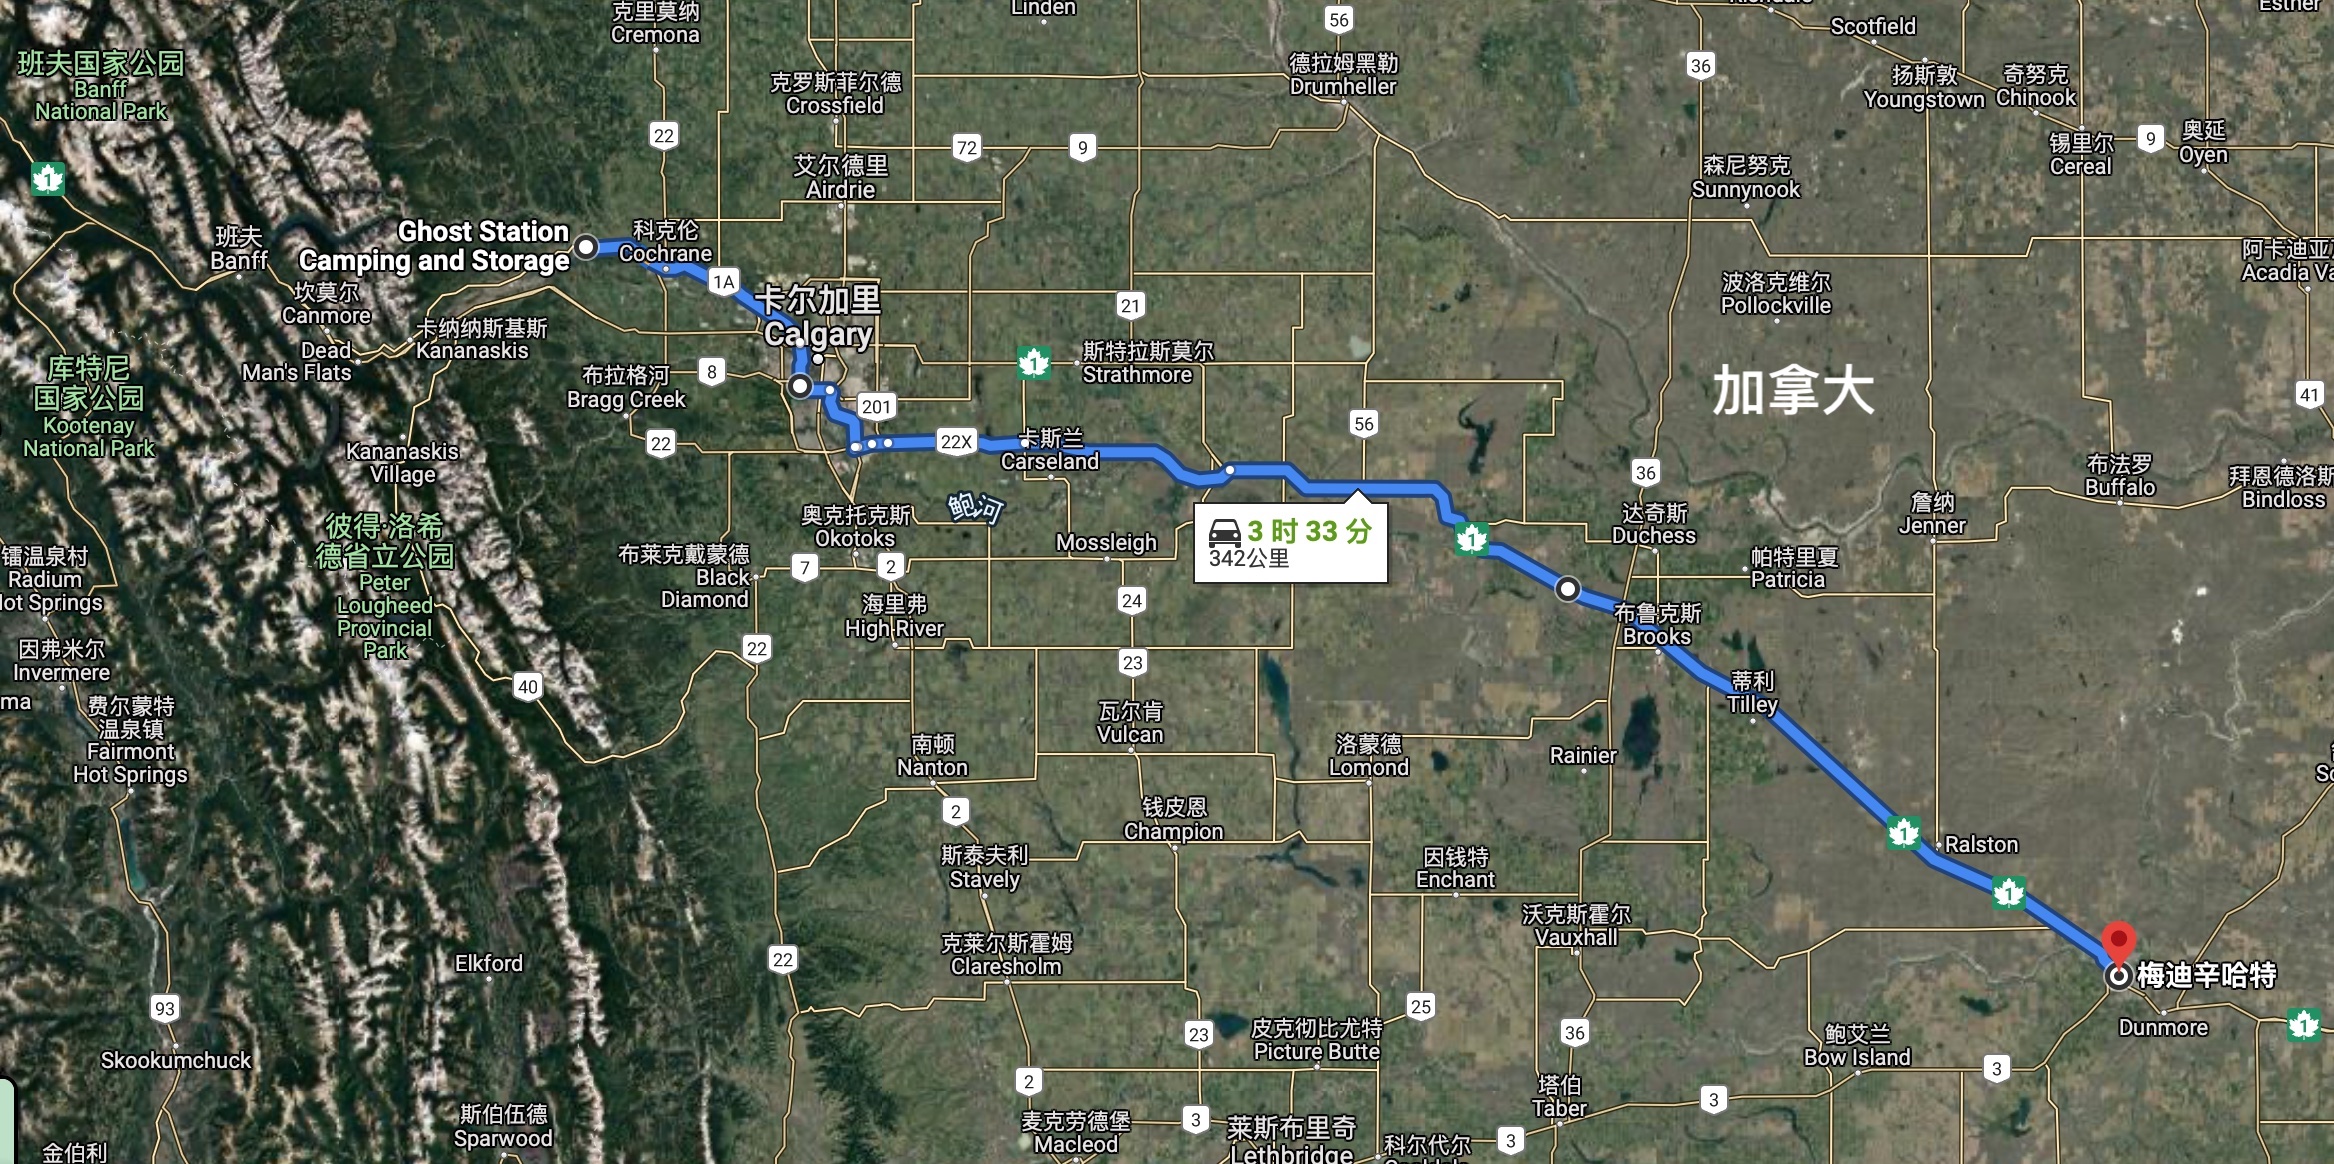 克里莫纳
Cremona
Linden
56
Scotfield
班夫国家公园
Banff
National Park
克罗斯菲尔德
Crossfield
德拉姆黑勒
Drumheller
36
扬斯敦
Youngstown
奇努克
Chinook
22
72
9
锡里尔
Cereal
9
奥延
Oyen
1
艾尔德里
Airdrie
森尼努克
Sunnynook
班夫
Banff
Ghost Station
Camping and Storage
科克伦
Cochrane
1A
坎莫尔
Canmore
卡尔加里
Calgary
21
波洛克维尔
Pollockville
卡纳纳斯基斯
Kananaskis
Dead
Man's Flats
库特尼
国家公园
Kootenay
National Park
布拉格河
Bragg Creek
8
1
斯特拉斯莫尔
Strathmore
加拿大
41
201
56
22
22X
卡斯兰
Carseland
Kananaskis
Village
36
布法罗
Buffalo
Bindloss
鲍河
彼得·洛希
德省立公园
Peter
Lougheed
Provincial
Park
奥克托克斯
Okotoks
Mossleigh
3 时 33 分
342公里
1
达奇斯
Duchess
詹纳
Jenner
镭温泉村
Radium
布莱克戴蒙德
Black
Diamond
7
2
帕特里夏
Patricia
海里弗
High River
24
布鲁克斯
Brooks
因弗米尔
Invermere
22
23
40
蒂利
Tilley
费尔蒙特
温泉镇
Fairmont
Hot Springs
瓦尔肯
Vulcan
南顿
Nanton
洛蒙德
Lomond
Rainier
2
钱皮恩
Champion
1
Ralston
斯泰夫利
Stavely
因钱特
Enchant
1
沃克斯霍尔
Vauxhall
克莱尔斯霍姆
Claresholm
22
Elkford
梅迪辛哈特
93
25
Dunmore
1
23
皮克彻比尤特
Picture Butte
36
鲍艾兰
Bow Island
Skookumchuck
3
2
塔伯
Taber
3
斯伯伍德
Sparwood
麦克劳德堡
Macleod
3
莱斯布里奇
Lethbridge
科尔代尔
3
金伯利